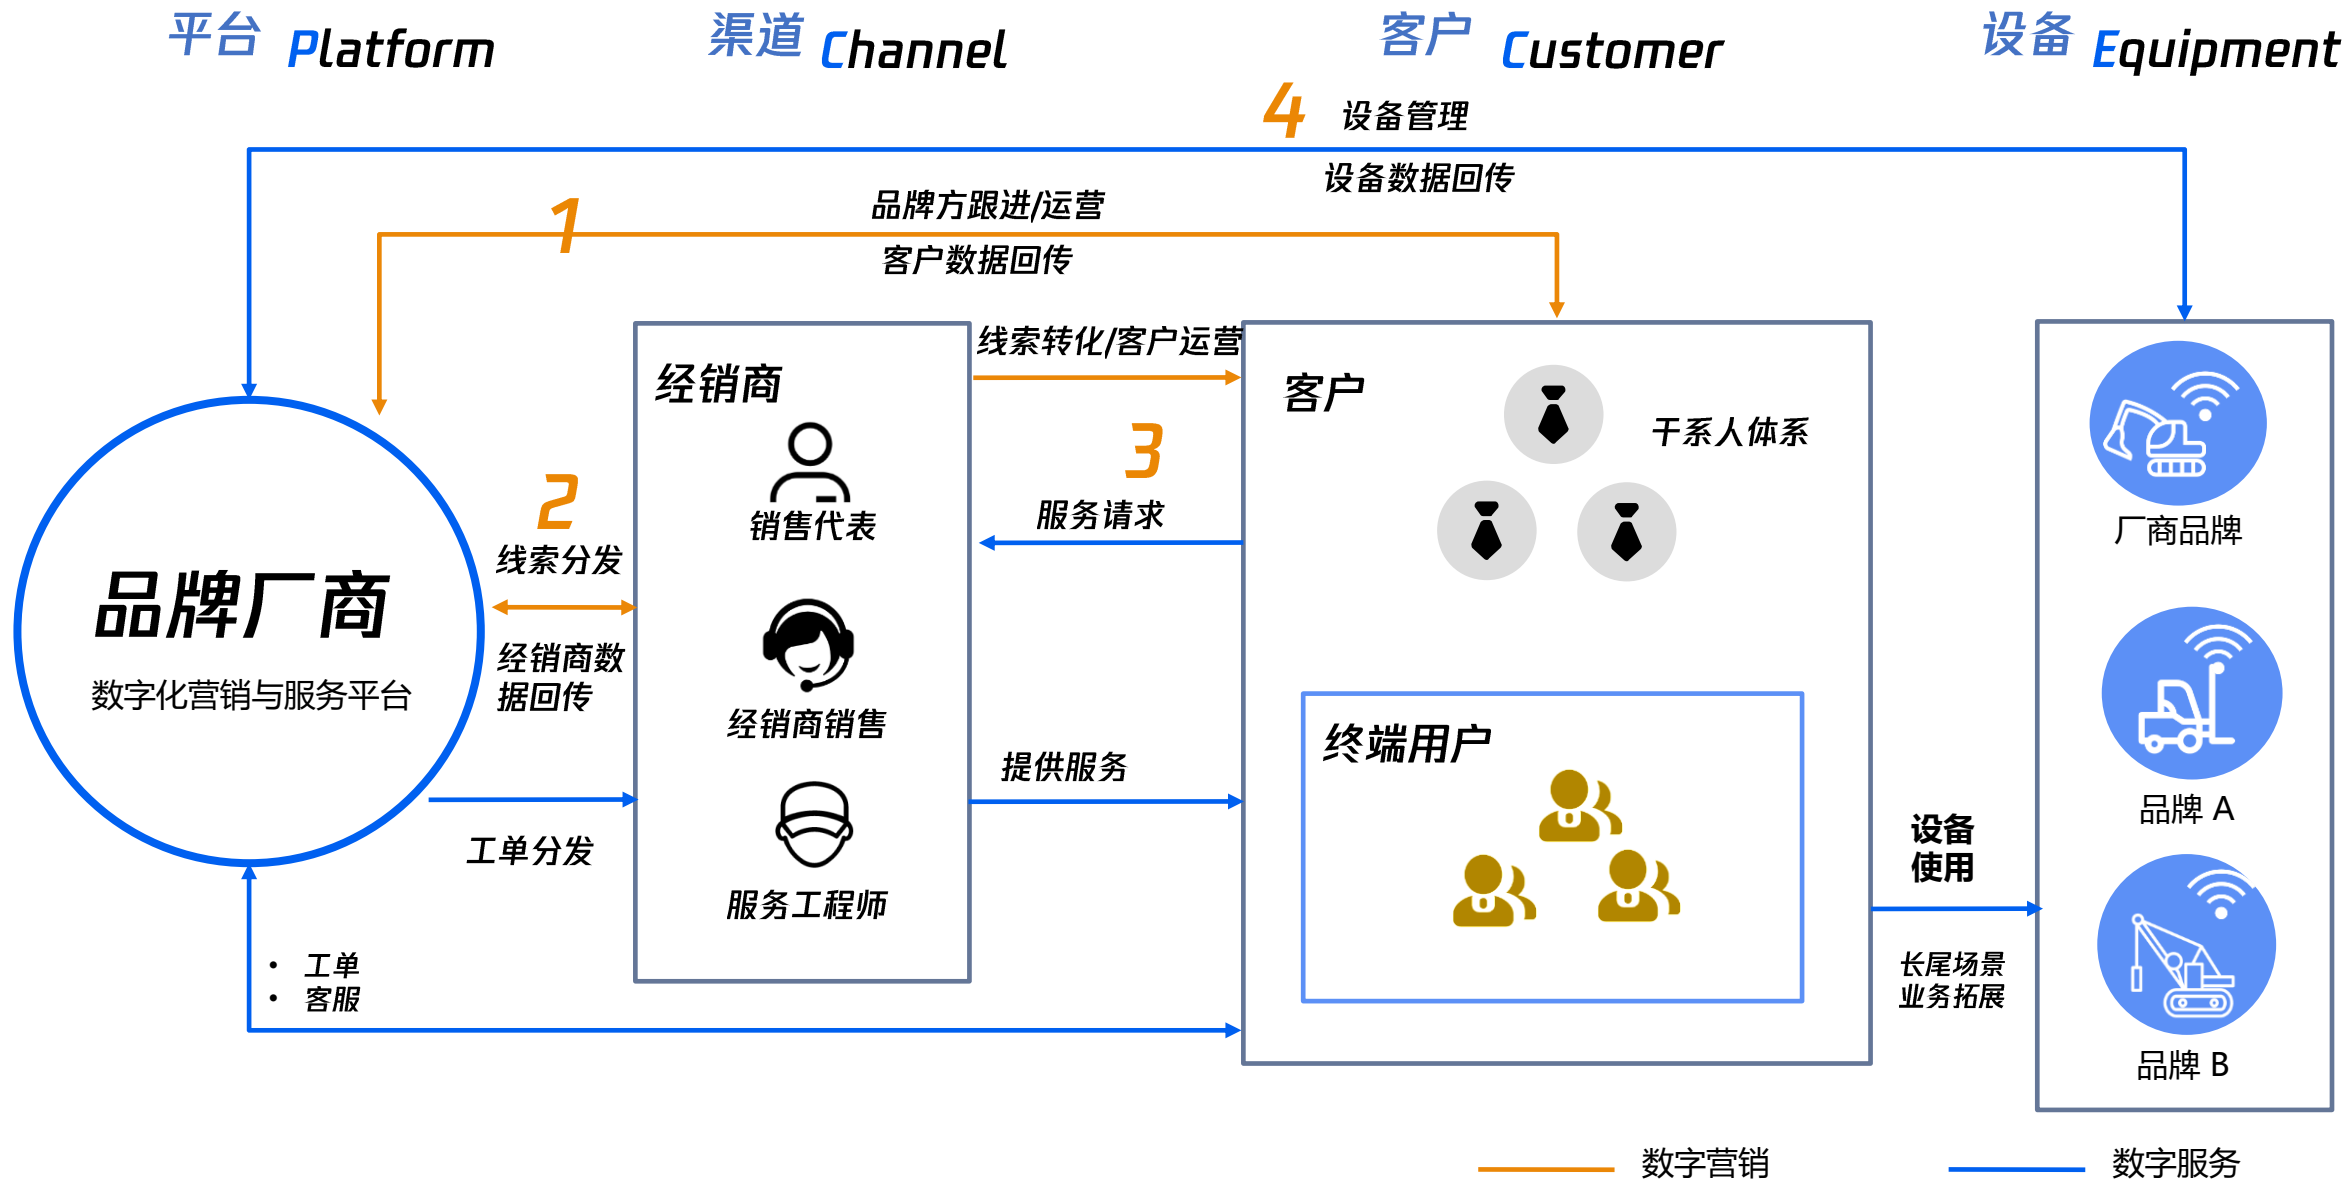 平台 Platform
渠道 Channel
客户 Customer
设备 Equipment
4
设备管理
设备数据回传
1
品牌方跟进/运营
客户数据回传
品牌厂商
数字化营销与服务平台
2
线索分发
经销商数
据回传
工单分发
• 工单
• 客服
经销商
销售代表
经销商销售
服务工程师
线索转化/客户运营
3
服务请求
提供服务
客户
干系人体系
终端用户
设备
使用
长尾场景
业务拓展
厂商品牌
品牌 A
品牌 B
数字营销
数字服务